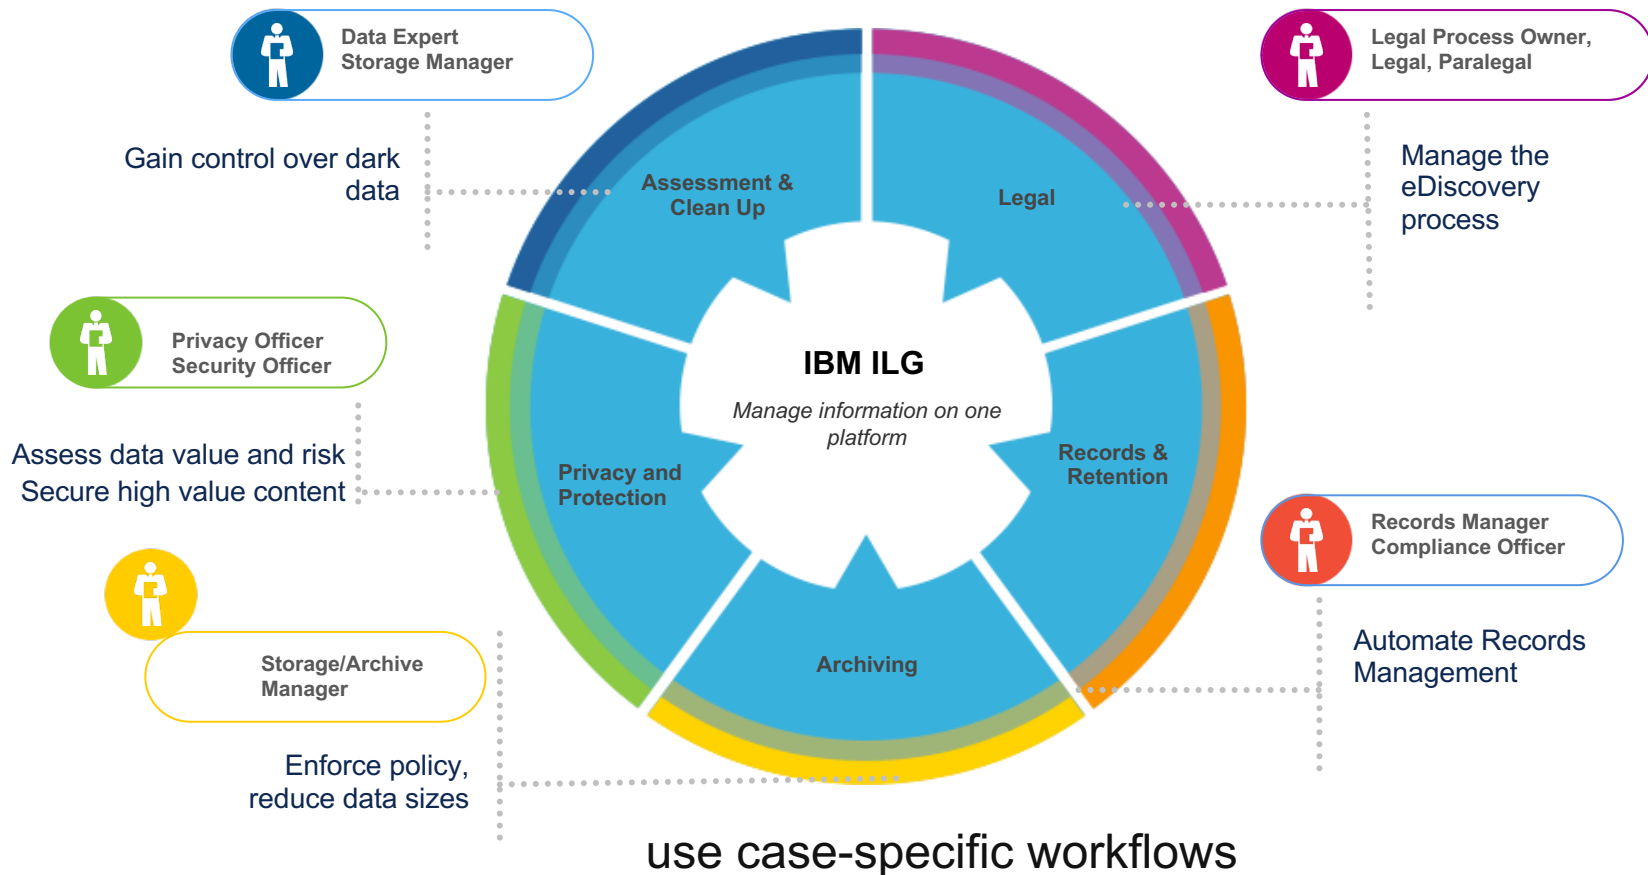 Data Expert
Storage Manager
Legal Process Owner,
Legal, Paralegal
Gain control over dark
data
Assessment &
Clean Up
Legal
Manage the
eDiscovery
process
Privacy Officer
Security Officer
IBM ILG
Manage information on one
platform
Assess data value and risk
Secure high value content
Privacy and
Protection
Records &
Retention
Records Manager
Compliance Officer
Storage/Archive
Manager
Archiving
Automate Records
Management
Enforce policy,
reduce data sizes
use case-specific workflows